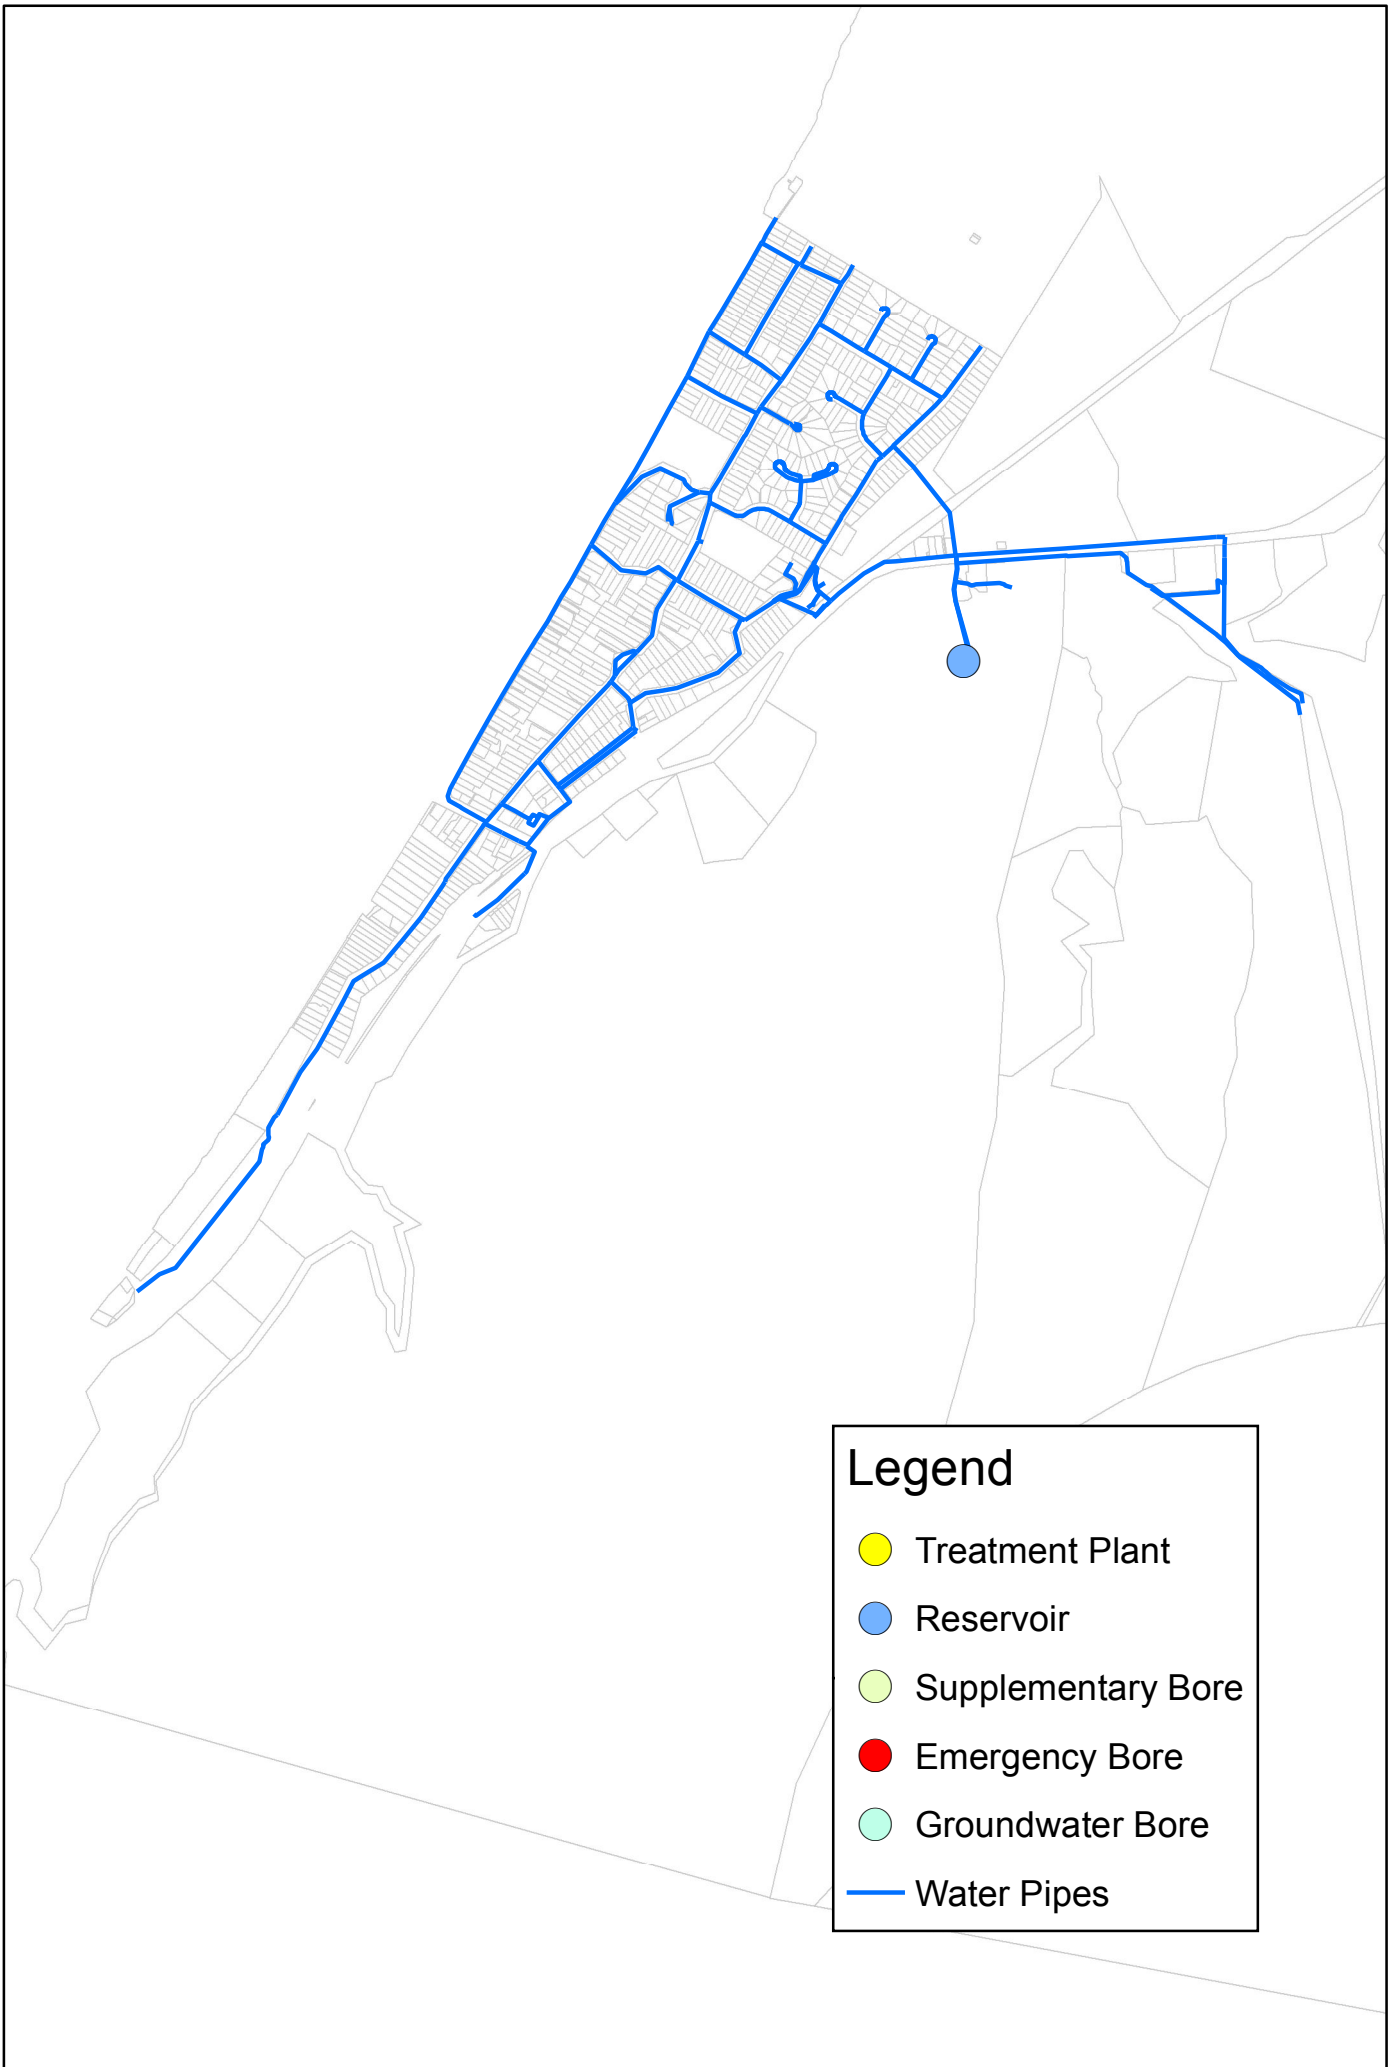 Legend
Treatment Plant
Reservoir
Supplementary Bore
Emergency Bore
Groundwater Bore
Water Pipes